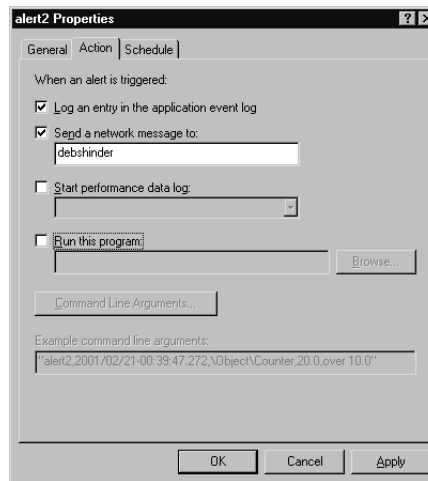 alert2 Properties
General Action Schedule
When an alert is triggered:
Log an entry in the application event log
Send a network message to:
debshinder
Start performance data log:
Run this program:
Browse...
Command Line Arguments...
Example command line arguments:
"alert2,2001/02/21-00:39:47.272,\Object\Counter,20.0,over 10.0"
OK Cancel Apply